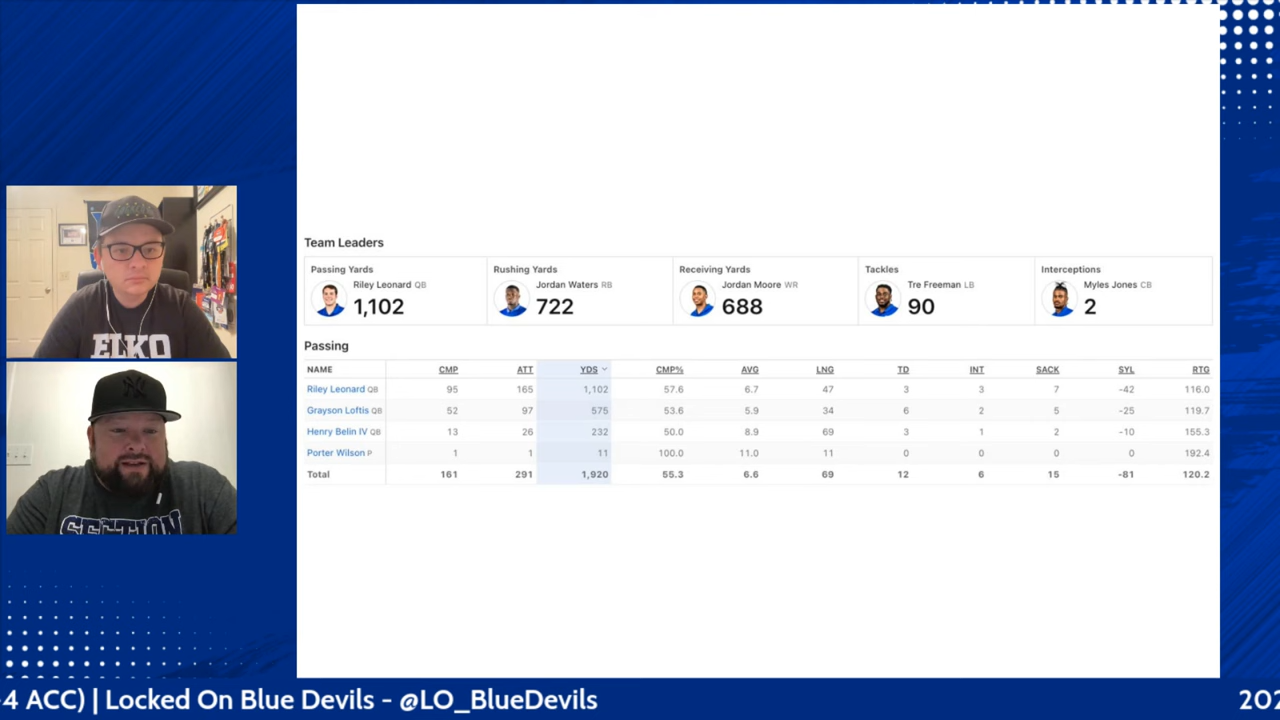 Team Leaders
Passing Yards
Riley Leonard QB
1,102
Rushing Yards
Jordan Waters RB
722
Receiving Yards
Jordan Moore WR
688
Tackles
Tre Freeman LB
90
Interceptions
Myles Jones CB
2
Passing
NAME CMP ATT YDS CMP% AVG LNG TD INT SACK SYL RTG
Riley Leonard QB 95 165 1,102 57.6 6.7 47 3 3 7 -42 116.0
Grayson Loftis QB 52 97 575 53.6 5.9 34 6 2 5 -25 119.7
Henry Belin IV QB 13 26 232 50.0 8.9 69 3 1 2 -10 155.3
Porter Wilson P 1 1 11 100.0 11.0 11 0 0 0 0 192.4
Total 161 291 1,920 55.3 6.6 69 12 6 15 -81 120.2
ELKO
SECTION
-4 ACC) | Locked On Blue Devils - @LO_BlueDevils 202